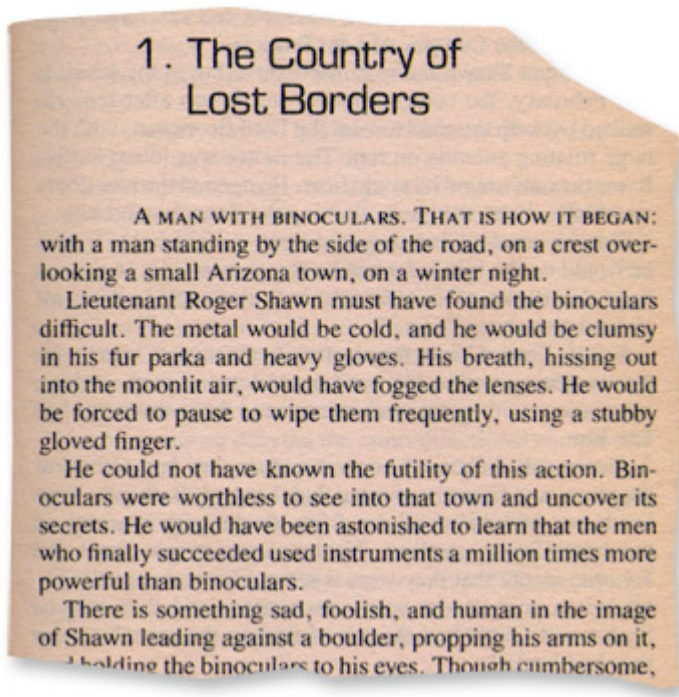 1. The Country of
Lost Borders
A MAN WITH BINOCULARS. THAT IS HOW IT BEGAN:
with a man standing by the side of the road, on a crest over-
looking a small Arizona town, on a winter night.
Lieutenant Roger Shawn must have found the binoculars
difficult. The metal would be cold, and he would be clumsy
in his fur parka and heavy gloves. His breath, hissing out
into the moonlit air, would have fogged the lenses. He would
be forced to pause to wipe them frequently, using a stubby
gloved finger.
He could not have known the futility of this action. Bin-
oculars were worthless to see into that town and uncover its
secrets. He would have been astonished to learn that the men
who finally succeeded used instruments a million times more
powerful than binoculars.
There is something sad, foolish, and human in the image
of Shawn leading against a boulder, propping his arms on it,
holding the binoculars to his eyes. Though cumbersome,